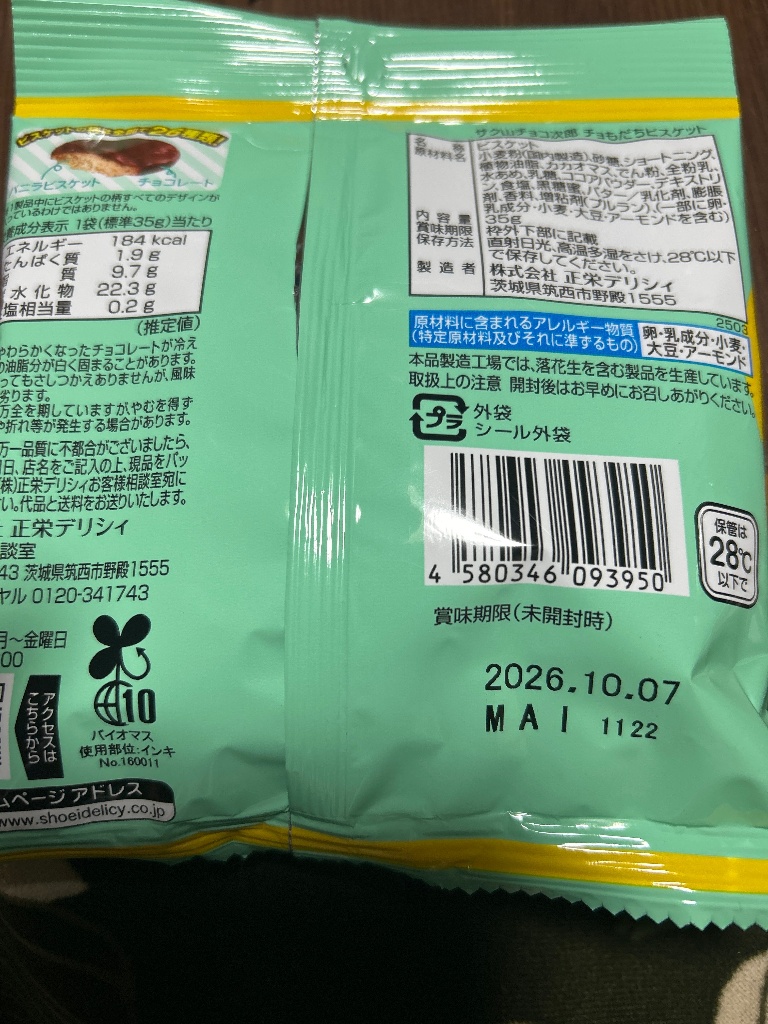 ビスケットの
26種類!
バニラビスケット
チョコレート
製品中にビスケットの柄すべてのデザインが
っているわけではありません。
養成分表示 1袋(標準35g)当たり
エネルギー 184 kcal
たんぱく質 1.9 g
質 9.7 g
水化物 22.3 g
塩相当量 0.2 g
(推定値)
やわらかくなったチョコレートが冷え
の油脂分が白く固まることがあります。
ってもさしつかえありませんが、風味
劣ります。
万全を期していますが、やむを得ず
や折れ等が発生する場合があります。
万一品質に不都合がございましたら、
日、店名をご記入の上、現品をパッ
(株)正栄デリシィお客様相談室宛に
い。代品と送料をお送りいたします。
正栄デリシィ
談室
43 茨城県筑西市野殿1555
ヤル 0120-341743
月~金曜日
00
アクセスは
こちらから
10
バイオマス
使用部位:インキ
No.160011
ムページアドレス
www.shoeidelicy.co.jp
ザク山チョコ次郎 チョもだちビスケット
名称 ビスケット
原材料名 小麦粉(国内製造)、砂糖、ショートニング、
植物油脂、カカオマス、でん粉、全粉乳、
水あめ、乳糖、ココアパウダー、デキストリ
ン、食塩、黒糖蜜、バター/乳化剤、膨脹
剤、香料、増粘剤(プルラン)、(一部に卵・
乳成分・小麦・大豆・アーモンドを含む)
内容量 35g
賞味期限 枠外下部に記載
保存方法 直射日光、高温多湿をさけ、28℃以下
で保存してください。
製造者 株式会社 正栄デリシィ
茨城県筑西市野殿1555
2503
原材料に含まれるアレルギー物質
(特定原材料及びそれに準ずるもの)
卵・乳成分・小麦・
大豆・アーモンド
本品製造工場では、落花生を含む製品を生産しています。
取扱上の注意 開封後はお早めにお召しあがりください。
プラ
外袋
シール外袋
4 580346 093950
保管は
28℃
以下で
賞味期限(未開封時)
2026.10.07
MAI 1122